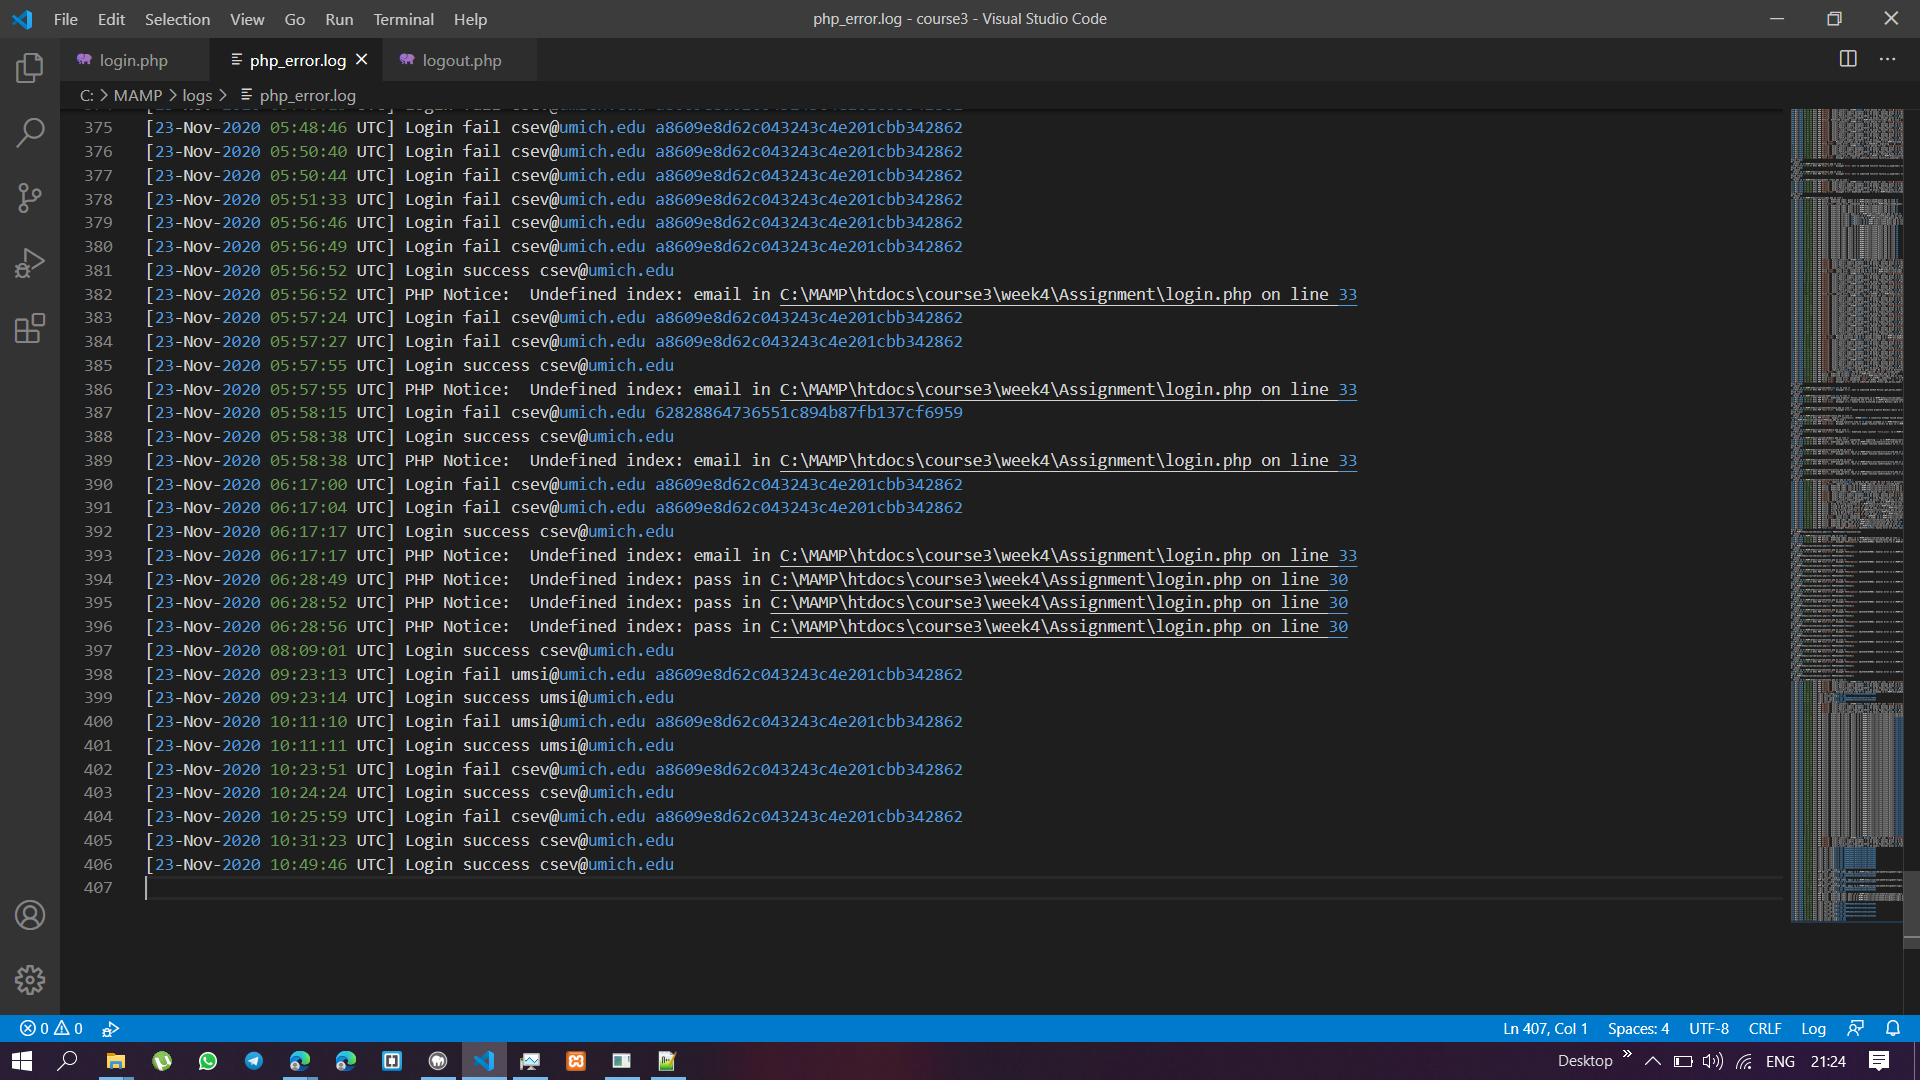 File Edit Selection View Go Run Terminal Help
php_error.log - course3 - Visual Studio Code
login.php
php_error.log
logout.php
C: > MAMP > logs > php_error.log
375 [23-Nov-2020 05:48:46 UTC] Login fail csev@umich.edu a8609e8d62c043243c4e201cbb342862
376 [23-Nov-2020 05:50:40 UTC] Login fail csev@umich.edu a8609e8d62c043243c4e201cbb342862
377 [23-Nov-2020 05:50:44 UTC] Login fail csev@umich.edu a8609e8d62c043243c4e201cbb342862
378 [23-Nov-2020 05:51:33 UTC] Login fail csev@umich.edu a8609e8d62c043243c4e201cbb342862
379 [23-Nov-2020 05:56:46 UTC] Login fail csev@umich.edu a8609e8d62c043243c4e201cbb342862
380 [23-Nov-2020 05:56:49 UTC] Login fail csev@umich.edu a8609e8d62c043243c4e201cbb342862
381 [23-Nov-2020 05:56:52 UTC] Login success csev@umich.edu
382 [23-Nov-2020 05:56:52 UTC] PHP Notice:  Undefined index: email in C:\MAMP\htdocs\course3\week4\Assignment\login.php on line 33
383 [23-Nov-2020 05:57:24 UTC] Login fail csev@umich.edu a8609e8d62c043243c4e201cbb342862
384 [23-Nov-2020 05:57:27 UTC] Login fail csev@umich.edu a8609e8d62c043243c4e201cbb342862
385 [23-Nov-2020 05:57:55 UTC] Login success csev@umich.edu
386 [23-Nov-2020 05:57:55 UTC] PHP Notice:  Undefined index: email in C:\MAMP\htdocs\course3\week4\Assignment\login.php on line 33
387 [23-Nov-2020 05:58:15 UTC] Login fail csev@umich.edu 62828864736551c894b87fb137cf6959
388 [23-Nov-2020 05:58:38 UTC] Login success csev@umich.edu
389 [23-Nov-2020 05:58:38 UTC] PHP Notice:  Undefined index: email in C:\MAMP\htdocs\course3\week4\Assignment\login.php on line 33
390 [23-Nov-2020 06:17:00 UTC] Login fail csev@umich.edu a8609e8d62c043243c4e201cbb342862
391 [23-Nov-2020 06:17:04 UTC] Login fail csev@umich.edu a8609e8d62c043243c4e201cbb342862
392 [23-Nov-2020 06:17:17 UTC] Login success csev@umich.edu
393 [23-Nov-2020 06:17:17 UTC] PHP Notice:  Undefined index: email in C:\MAMP\htdocs\course3\week4\Assignment\login.php on line 33
394 [23-Nov-2020 06:28:49 UTC] PHP Notice:  Undefined index: pass in C:\MAMP\htdocs\course3\week4\Assignment\login.php on line 30
395 [23-Nov-2020 06:28:52 UTC] PHP Notice:  Undefined index: pass in C:\MAMP\htdocs\course3\week4\Assignment\login.php on line 30
396 [23-Nov-2020 06:28:56 UTC] PHP Notice:  Undefined index: pass in C:\MAMP\htdocs\course3\week4\Assignment\login.php on line 30
397 [23-Nov-2020 08:09:01 UTC] Login success csev@umich.edu
398 [23-Nov-2020 09:23:13 UTC] Login fail umsi@umich.edu a8609e8d62c043243c4e201cbb342862
399 [23-Nov-2020 09:23:14 UTC] Login success umsi@umich.edu
400 [23-Nov-2020 10:11:10 UTC] Login fail umsi@umich.edu a8609e8d62c043243c4e201cbb342862
401 [23-Nov-2020 10:11:11 UTC] Login success umsi@umich.edu
402 [23-Nov-2020 10:23:51 UTC] Login fail csev@umich.edu a8609e8d62c043243c4e201cbb342862
403 [23-Nov-2020 10:24:24 UTC] Login success csev@umich.edu
404 [23-Nov-2020 10:25:59 UTC] Login fail csev@umich.edu a8609e8d62c043243c4e201cbb342862
405 [23-Nov-2020 10:31:23 UTC] Login success csev@umich.edu
406 [23-Nov-2020 10:49:46 UTC] Login success csev@umich.edu
407
0 0
Ln 407, Col 1 Spaces: 4 UTF-8 CRLF Log
Desktop ENG 21:24